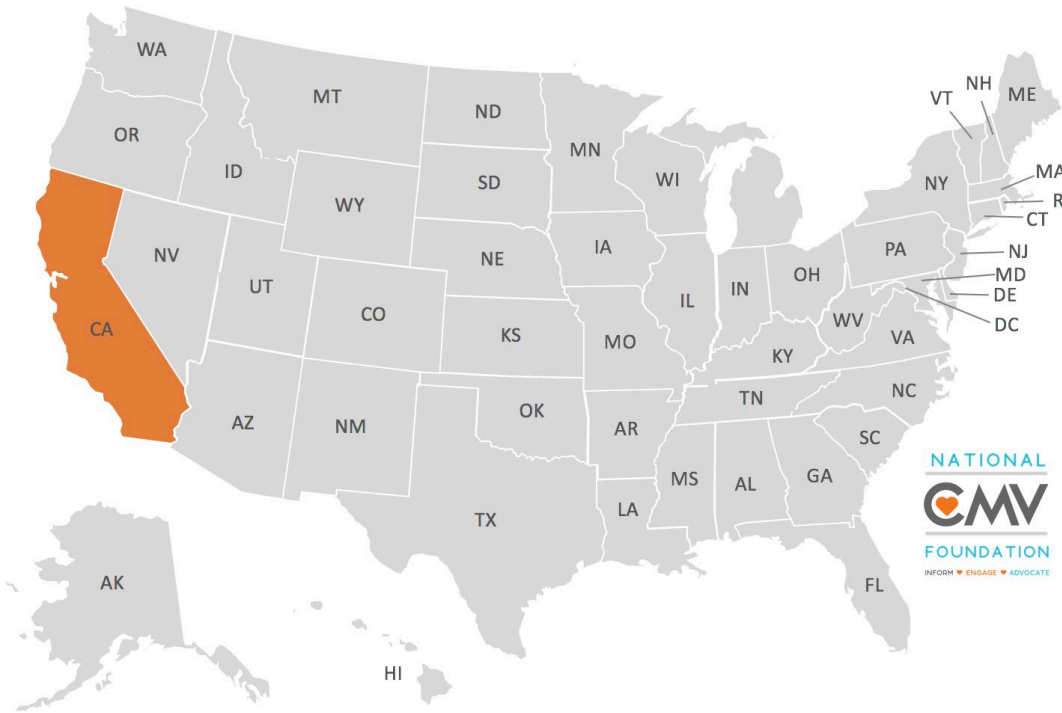 WA
MT
ND
MN
OR
ID
SD
WI
WY
VT
NH
ME
NY
MA
R
CT
NV
UT
NE
IA
PA
NJ
OH
MD
DE
DC
CA
CO
KS
MO
IL
IN
WV
VA
KY
AZ
NM
OK
AR
TN
NC
SC
TX
LA
MS
AL
GA
FL
AK
HI
NATIONAL
CMV
FOUNDATION
INFORM ENGAGE ADVOCATE